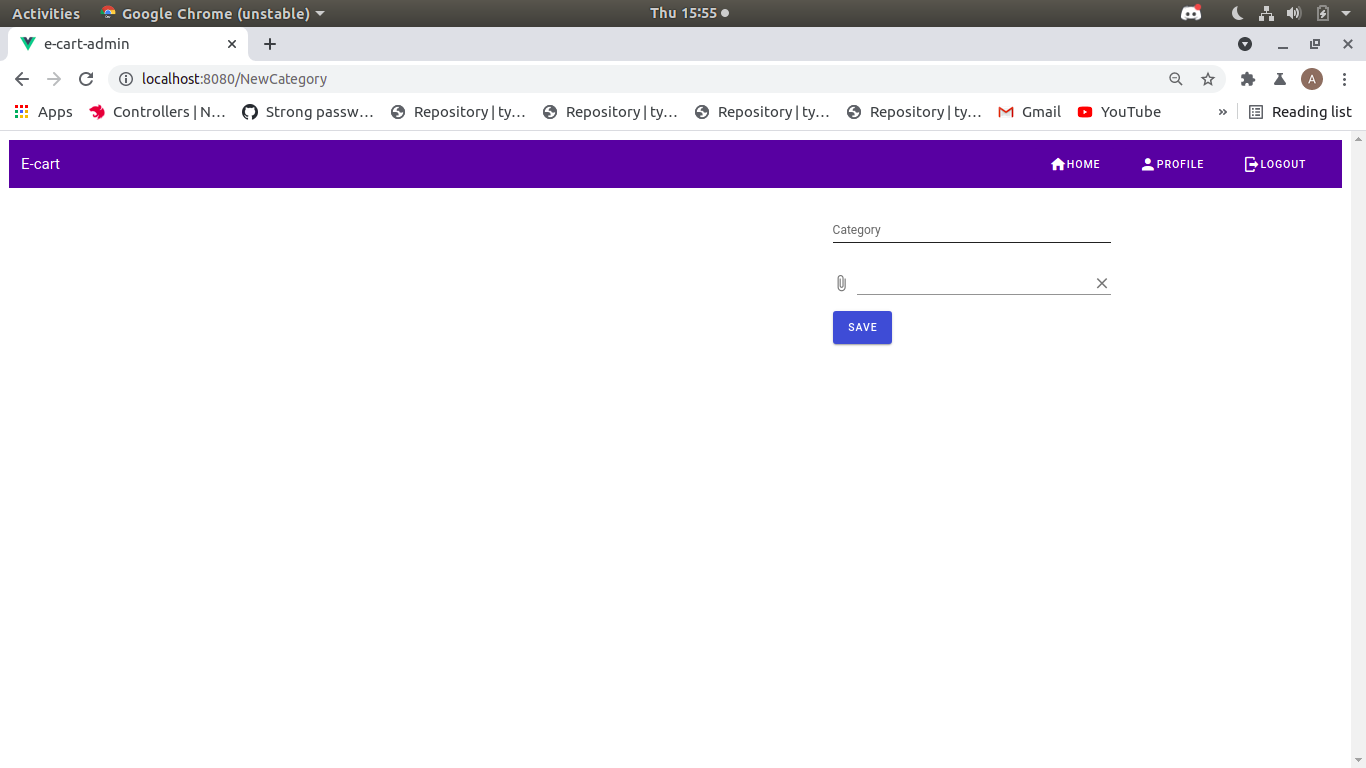 Activities Google Chrome (unstable) Thu 15:55
e-cart-admin
localhost:8080/NewCategory A
Apps Controllers | N... Strong passw... Repository | ty... Repository | ty... Repository | ty... Repository | ty... Gmail YouTube » Reading list
E-cart HOME PROFILE LOGOUT
Category
SAVE